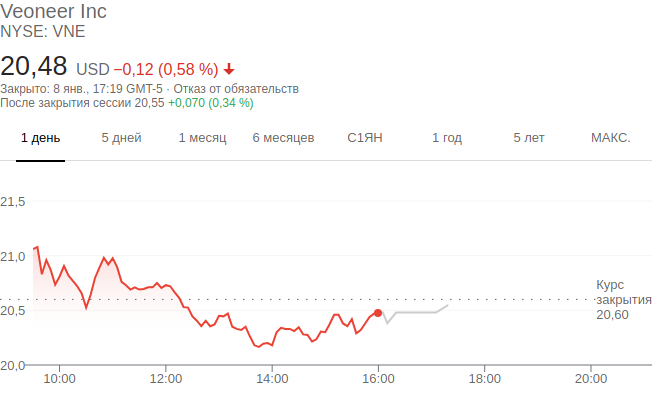 Veoneer Inc
NYSE: VNE
20,48 USD −0,12 (0,58 %)
Закрыто: 8 янв., 17:19 GMT-5 · Отказ от обязательств
После закрытия сессии 20,55 +0,070 (0,34 %)
1 день 5 дней 1 месяц 6 месяцев С1ЯН 1 год 5 лет МАКС.
21,5
21,0
Курс
закрытия
20,60
20,5
20,0
10:00 12:00 14:00 16:00 18:00 20:00